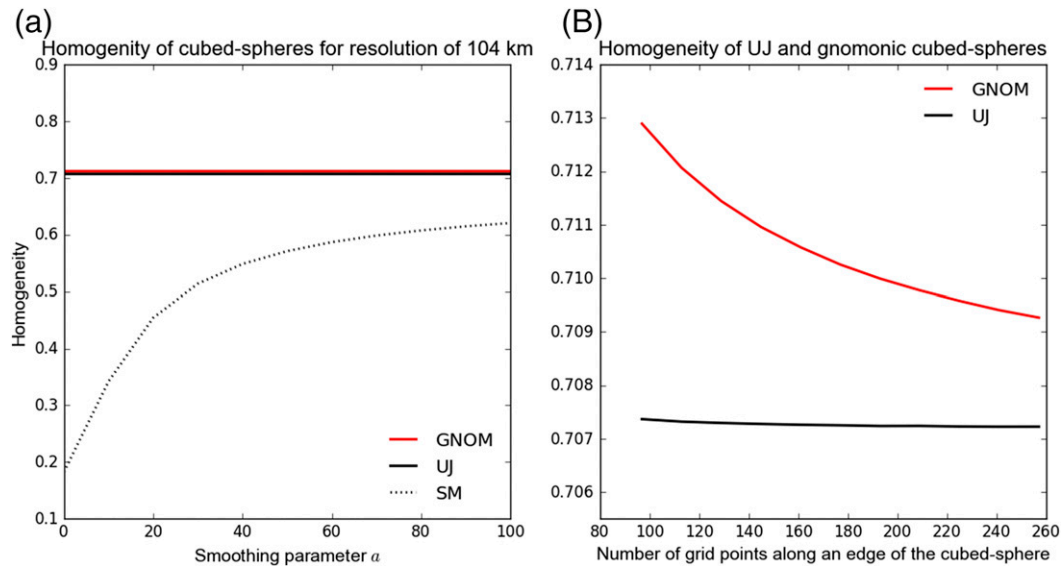 (a)
Homogenity of cubed-spheres for resolution of 104 km
0.9
0.8
0.7
0.6
0.5
0.4
0.3
0.2
0.1
Homogeneity
GNOM
UJ
SM
0 20 40 60 80 100
Smoothing parameter a
(B)
Homogeneity of UJ and gnomonic cubed-spheres
0.714
0.713
0.712
0.711
0.710
0.709
0.708
0.707
0.706
GNOM
UJ
80 100 120 140 160 180 200 220 240 260
Number of grid points along an edge of the cubed-sphere